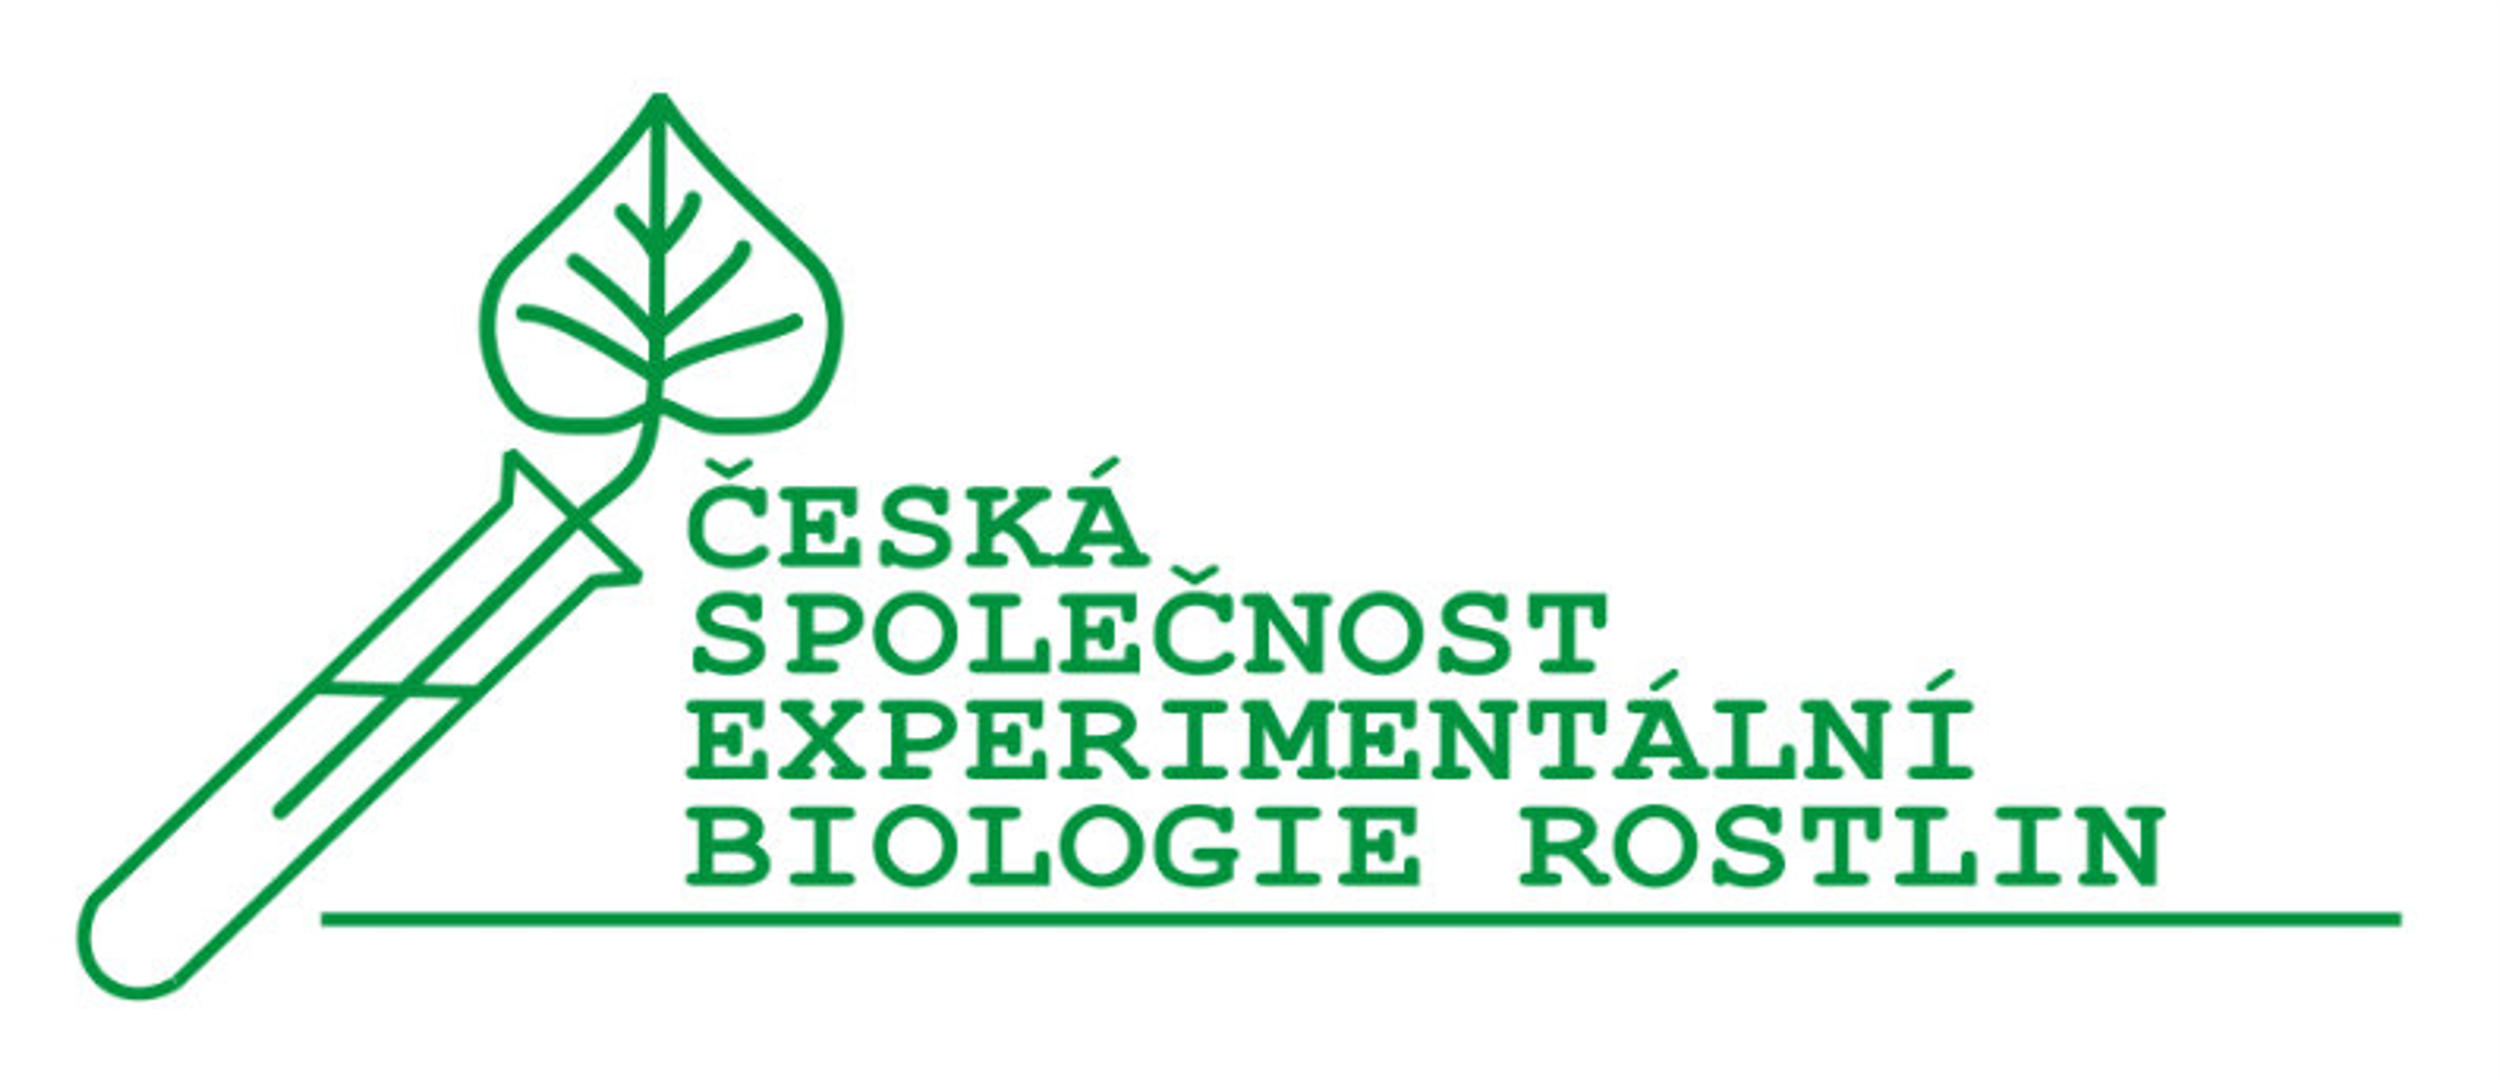 ČESKÁ
SPOLEČNOST
EXPERIMENTÁLNÍ
BIOLOGIE ROSTLIN